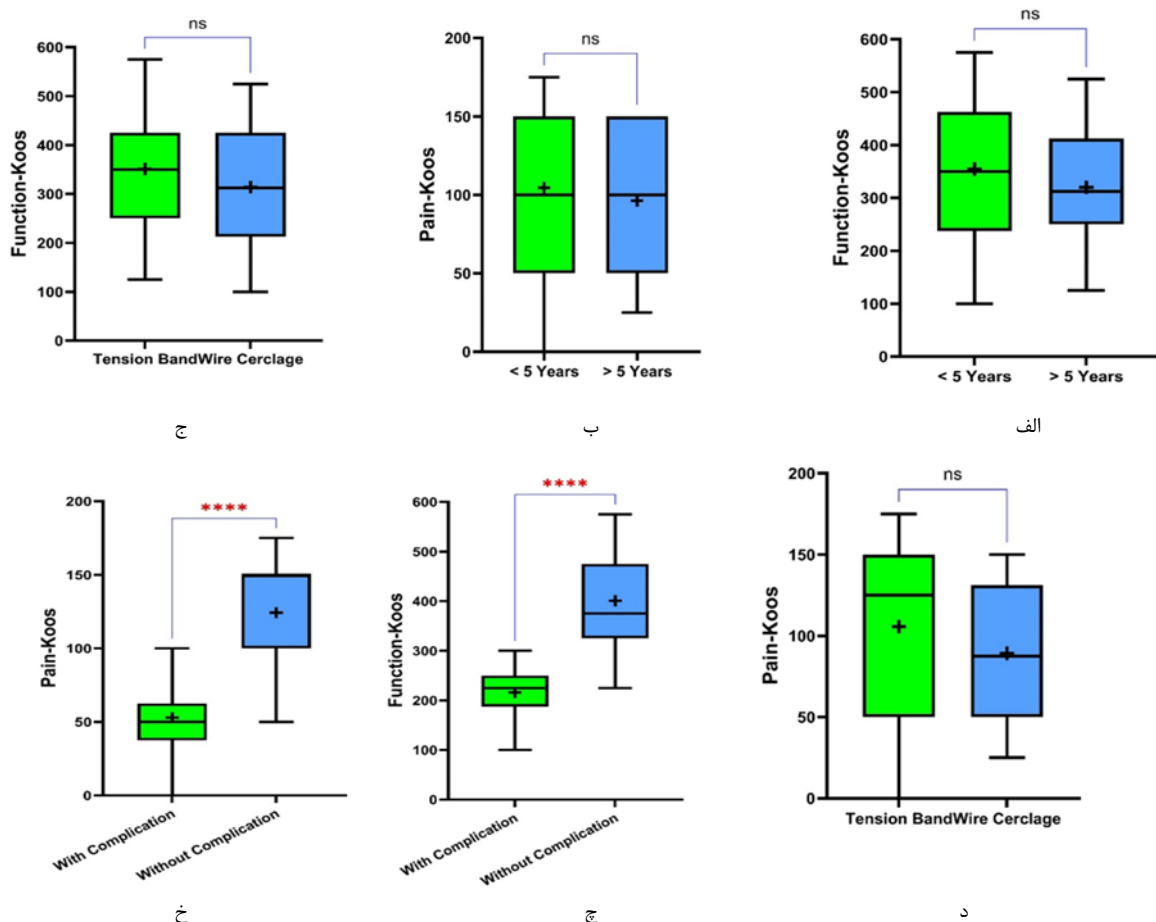 ns
600
500
400
300
200
100
0
Function-Koos
Tension BandWire Cerclage
ج
ns
200
150
100
50
0
Pain-Koos
< 5 Years > 5 Years
ب
ns
600
500
400
300
200
100
0
Function-Koos
< 5 Years > 5 Years
الف
****
200
150
100
50
0
Pain-Koos
With Complication
Without Complication
خ
****
600
500
400
300
200
100
0
Function-Koos
With Complication
Without Complication
چ
ns
200
150
100
50
0
Pain-Koos
Tension BandWire Cerclage
د